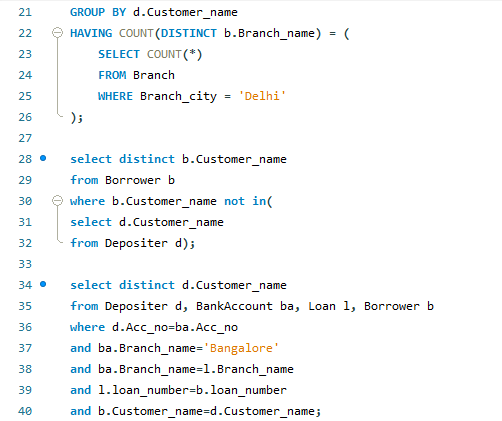 21 GROUP BY d.Customer_name
22 HAVING COUNT(DISTINCT b.Branch_name) = (
23 SELECT COUNT(*)
24 FROM Branch
25 WHERE Branch_city = 'Delhi'
26 );
27
28 select distinct b.Customer_name
29 from Borrower b
30 where b.Customer_name not in(
31 select d.Customer_name
32 from Depositer d);
33
34 select distinct d.Customer_name
35 from Depositer d, BankAccount ba, Loan l, Borrower b
36 where d.Acc_no=ba.Acc_no
37 and ba.Branch_name='Bangalore'
38 and ba.Branch_name=l.Branch_name
39 and l.loan_number=b.loan_number
40 and b.Customer_name=d.Customer_name;